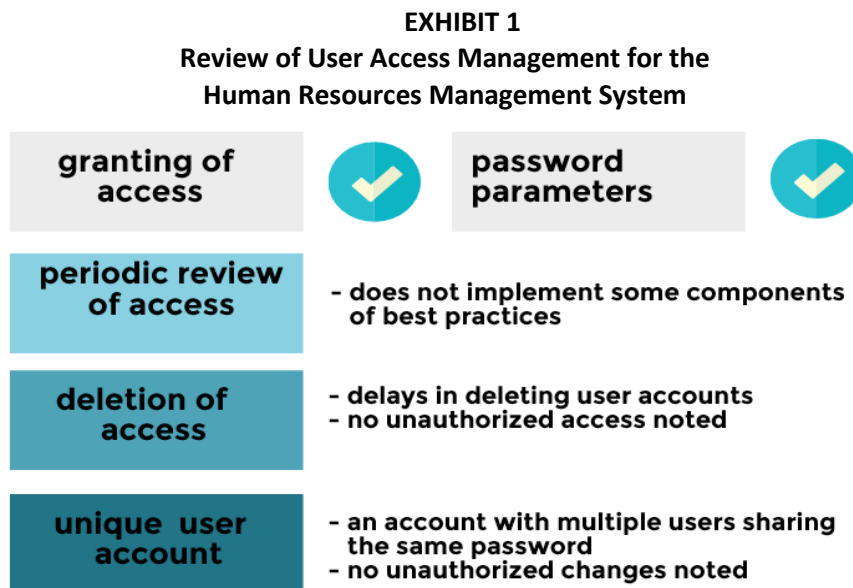 EXHIBIT 1
Review of User Access Management for the
Human Resources Management System
granting of
access
password
parameters
periodic review
of access
- does not implement some components
of best practices
deletion of
access
- delays in deleting user accounts
- no unauthorized access noted
unique user
account
- an account with multiple users sharing
the same password
- no unauthorized changes noted